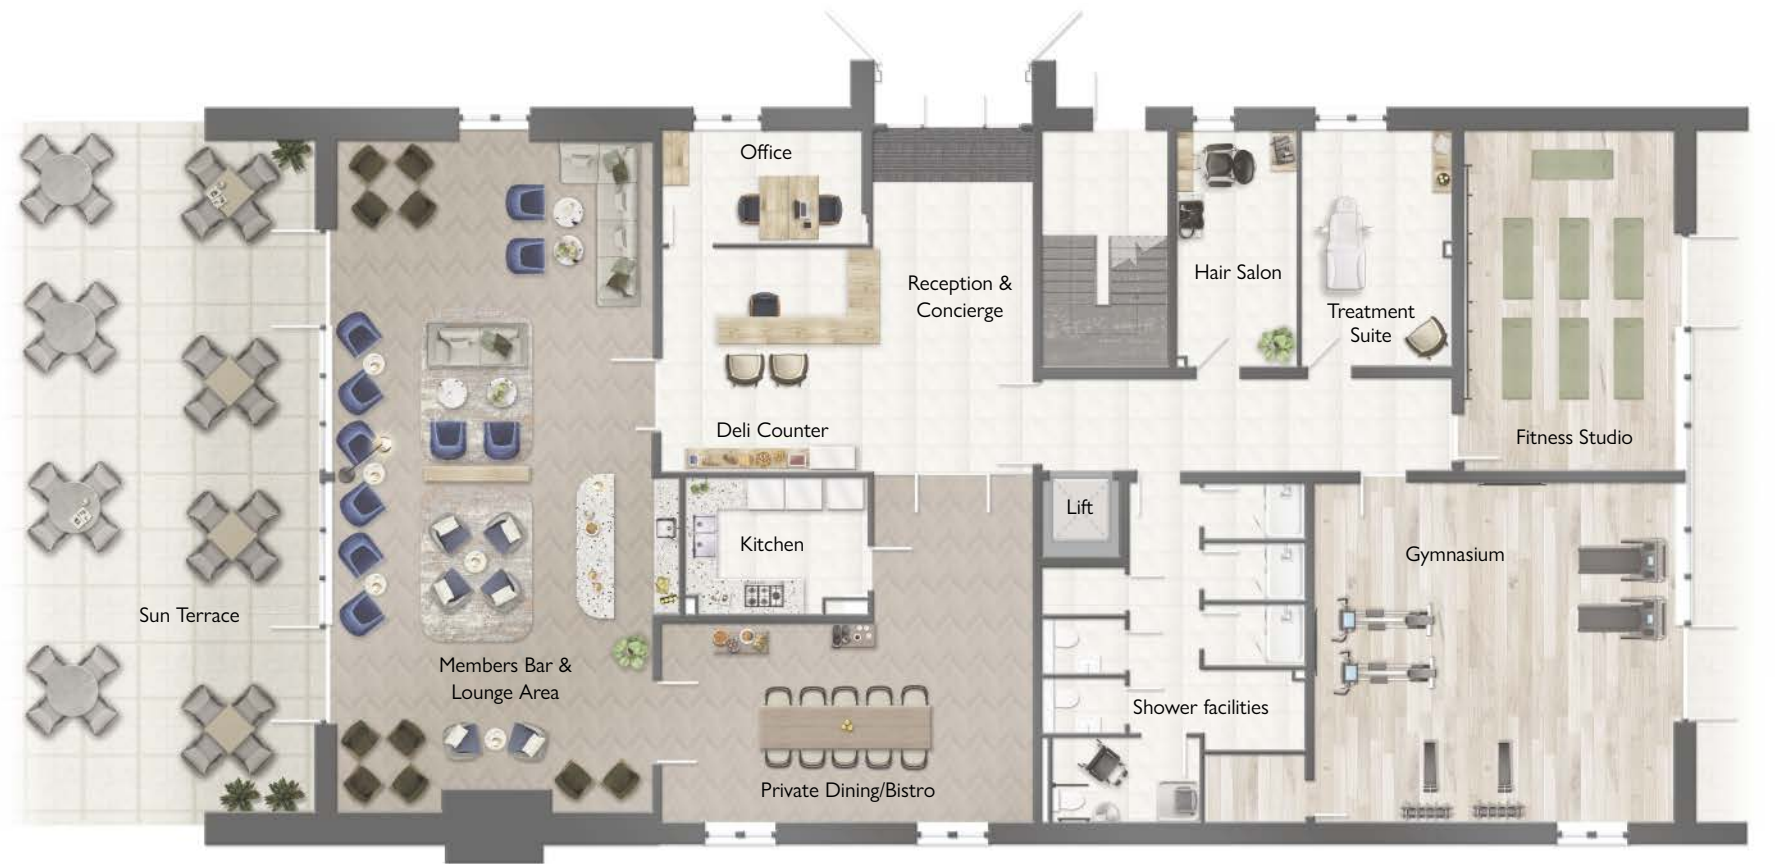 Office
Reception &
Concierge
Hair Salon
Treatment
Suite
Deli Counter
Fitness Studio
Lift
Kitchen
Gymnasium
Sun Terrace
Members Bar &
Lounge Area
Shower facilities
Private Dining/Bistro